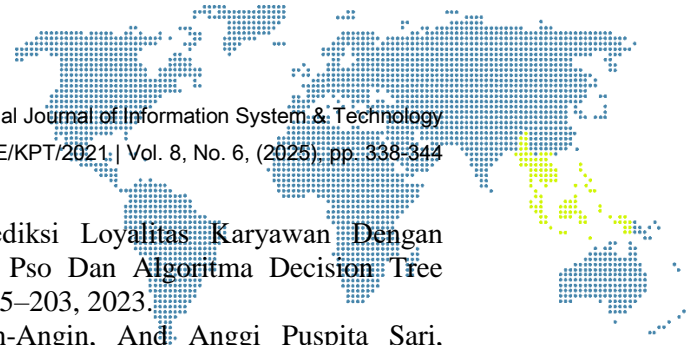 al Journal of Information System & Technology
E/KPT/2021 | Vol. 8, No. 6, (2025), pp. 338-344
ediksi Loyalitas Karyawan Dengan
Pso Dan Algoritma Decision Tree
5–203, 2023.
n-Angin, And Anggi Puspita Sari,